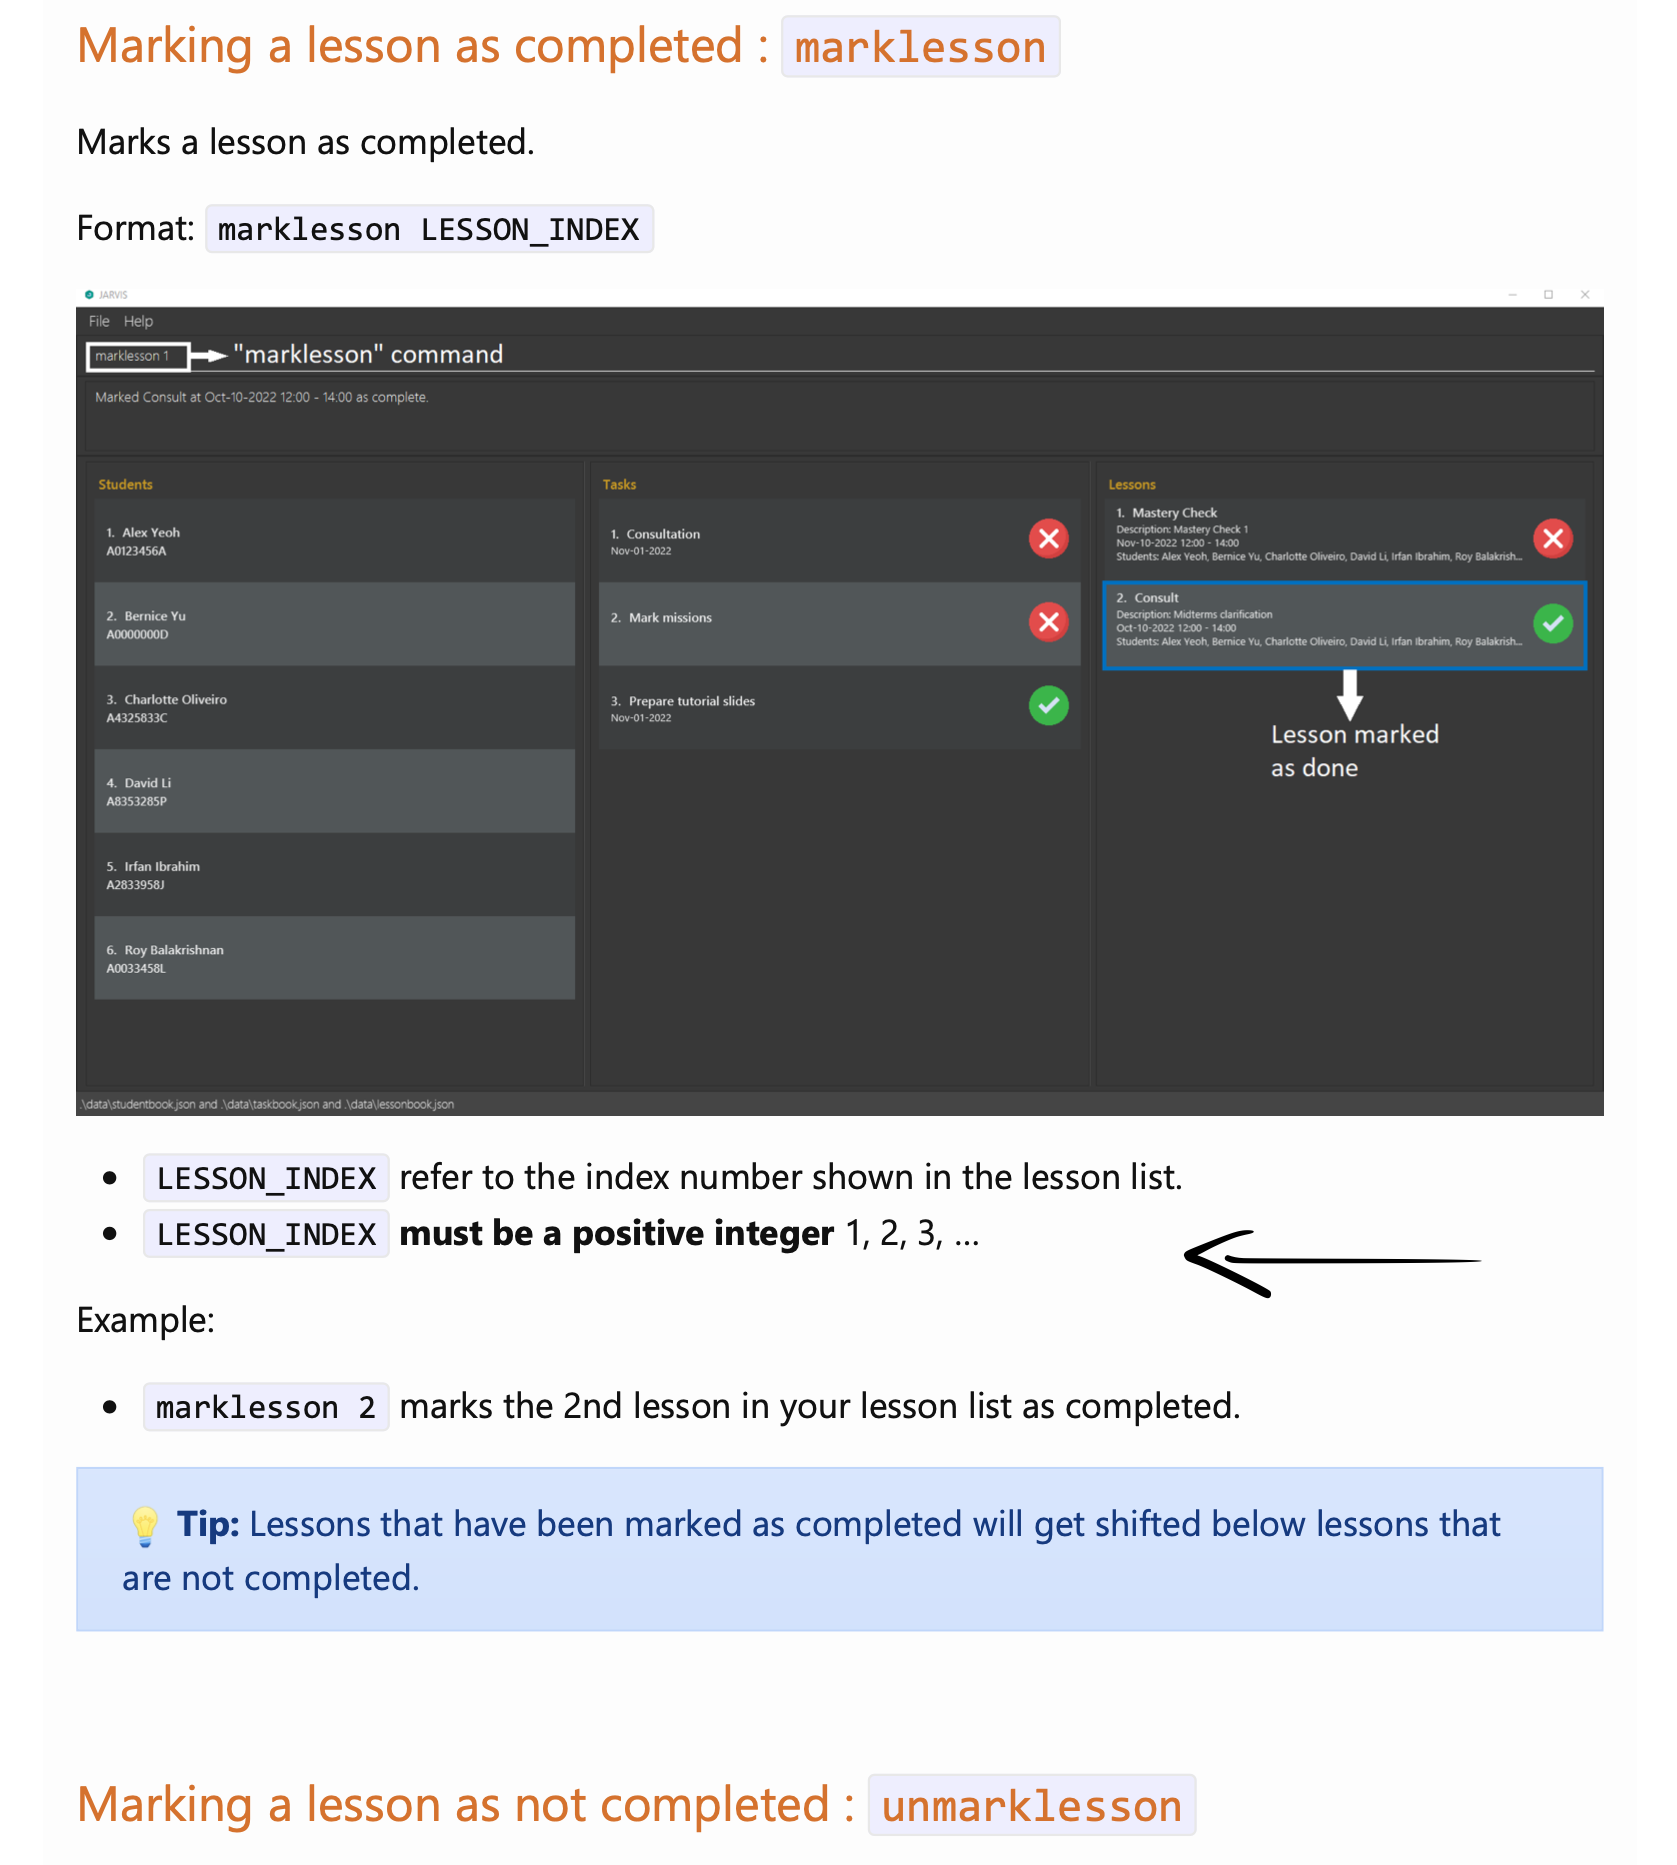 Marking a lesson as completed : marklesson
Marks a lesson as completed.
Format: marklesson LESSON_INDEX
JARVIS
File Help
marklesson 1 "marklesson" command
Marked Consult at Oct-10-2022 12:00 - 14:00 as complete.
Students
1. Alex Yeoh
A0123456A
2. Bernice Yu
A0000000D
3. Charlotte Oliveiro
A4325833C
4. David Li
A8353285P
5. Irfan Ibrahim
A2833958J
6. Roy Balakrishnan
A0033458L
Tasks
1. Consultation
Nov-01-2022
2. Mark missions
3. Prepare tutorial slides
Nov-01-2022
Lessons
1. Mastery Check
Description: Mastery Check 1
Nov-10-2022 12:00 - 14:00
Students: Alex Yeoh, Bernice Yu, Charlotte Oliveiro, David Li, Irfan Ibrahim, Roy Balakrish...
2. Consult
Description: Midterms clarification
Oct-10-2022 12:00 - 14:00
Students: Alex Yeoh, Bernice Yu, Charlotte Oliveiro, David Li, Irfan Ibrahim, Roy Balakrish...
Lesson marked
as done
.\data\studentbook.json and .\data\taskbook.json and .\data\lessonbook.json
• LESSON_INDEX refer to the index number shown in the lesson list.
• LESSON_INDEX must be a positive integer 1, 2, 3, ...
Example:
• marklesson 2 marks the 2nd lesson in your lesson list as completed.
Tip: Lessons that have been marked as completed will get shifted below lessons that
are not completed.
Marking a lesson as not completed : unmarklesson